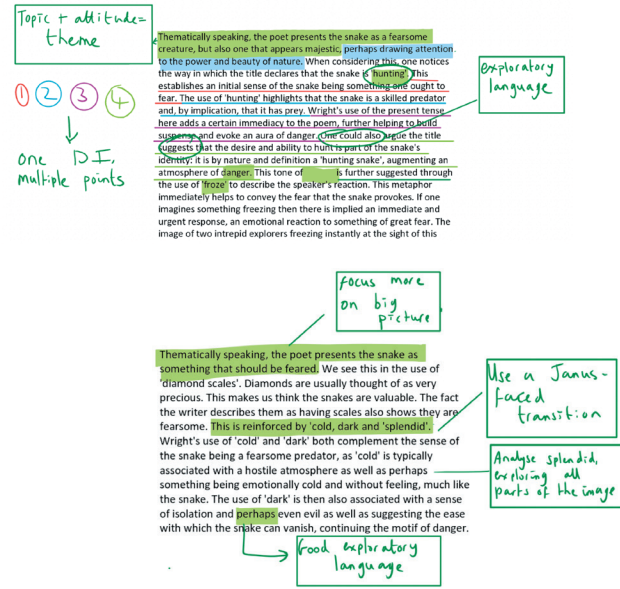 Topic + attitude =
theme
Thematically speaking, the poet presents the snake as a fearsome
creature, but also one that appears majestic, perhaps drawing attention
to the power and beauty of nature. When considering this, one notices
the way in which the title declares that the snake is 'hunting'. This
establishes an initial sense of the snake being something one ought to
fear. The use of 'hunting' highlights that the snake is a skilled predator
and, by implication, that it has prey. Wright's use of the present tense
here adds a certain immediacy to the poem, further helping to build
suspense and evoke an aura of danger. One could also argue the title
suggests that the desire and ability to hunt is part of the snake's
identity: it is by nature and definition a 'hunting snake', augmenting an
atmosphere of danger. This tone of is further suggested through
the use of 'froze' to describe the speaker's reaction. This metaphor
immediately helps to convey the fear that the snake provokes. If one
imagines something freezing then there is implied an immediate and
urgent response, an emotional reaction to something of great fear. The
image of two intrepid explorers freezing instantly at the sight of this
1 2 3 4
one D.I.
multiple points
exploratory
language
focus more
on big
picture
Thematically speaking, the poet presents the snake as
something that should be feared. We see this in the use of
'diamond scales'. Diamonds are usually thought of as very
precious. This makes us think the snakes are valuable. The fact
the writer describes them as having scales also shows they are
fearsome. This is reinforced by 'cold, dark and 'splendid'.
Wright's use of 'cold' and 'dark' both complement the sense of
the snake being a fearsome predator, as 'cold' is typically
associated with a hostile atmosphere as well as perhaps
something being emotionally cold and without feeling, much like
the snake. The use of 'dark' is then also associated with a sense
of isolation and perhaps even evil as well as suggesting the ease
with which the snake can vanish, continuing the motif of danger.
Use a Janus-
faced
transition
Analyse splendid,
exploring all
parts of the image
Good exploratory
language